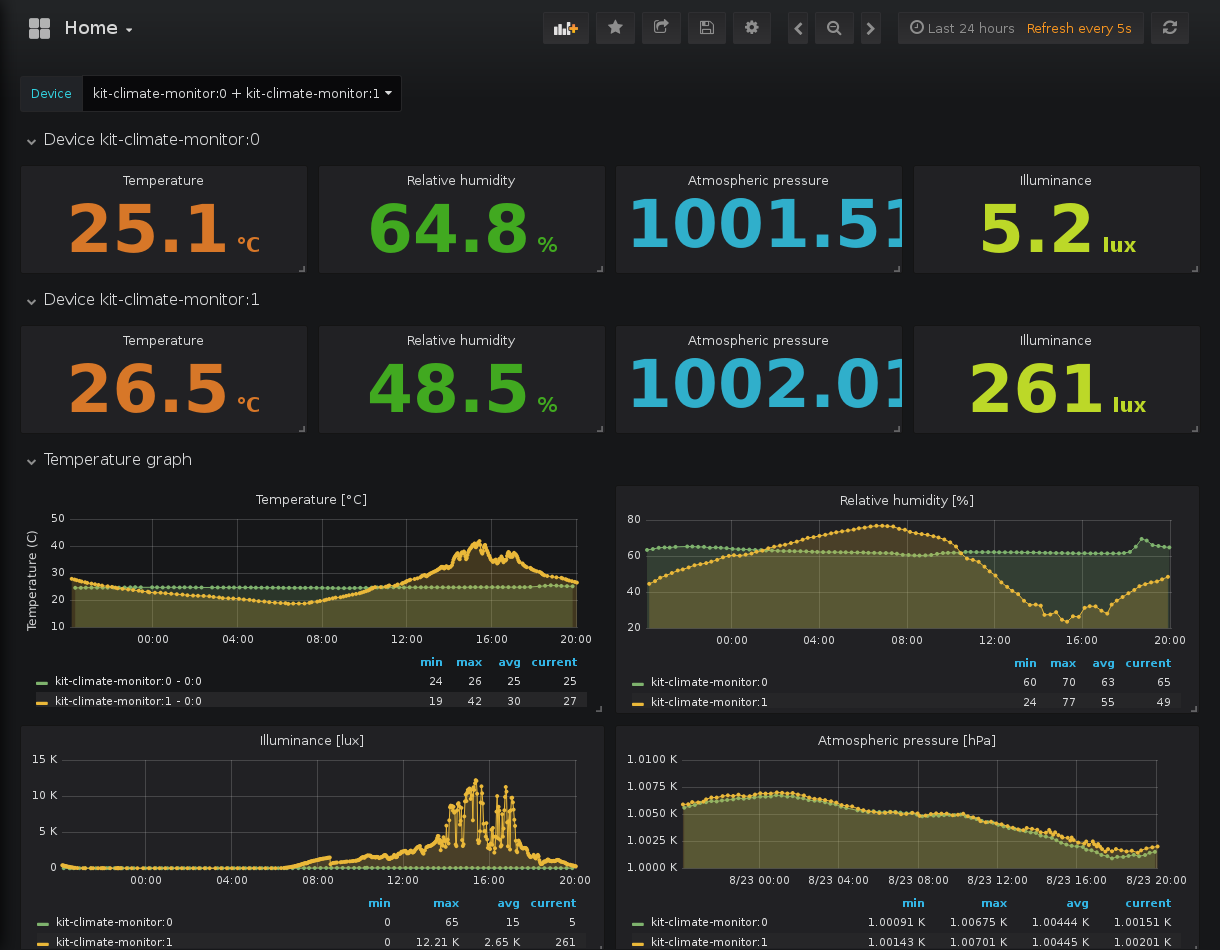 Home
Last 24 hours Refresh every 5s
Device kit-climate-monitor:0 + kit-climate-monitor:1
Device kit-climate-monitor:0
Temperature Relative humidity Atmospheric pressure Illuminance
25.1 °C 64.8 % 1001.51 5.2 lux
Device kit-climate-monitor:1
Temperature Relative humidity Atmospheric pressure Illuminance
26.5 °C 48.5 % 1002.01 261 lux
Temperature graph
Temperature [°C]
Temperature (C)
50
40
30
20
10
00:00 04:00 08:00 12:00 16:00 20:00
min max avg current
kit-climate-monitor:0 - 0:0 24 26 25 25
kit-climate-monitor:1 - 0:0 19 42 30 27
Relative humidity [%]
80
60
40
20
00:00 04:00 08:00 12:00 16:00 20:00
min max avg current
kit-climate-monitor:0 60 70 63 65
kit-climate-monitor:1 24 77 55 49
Illuminance [lux]
15 K
10 K
5 K
0
00:00 04:00 08:00 12:00 16:00 20:00
min max avg current
kit-climate-monitor:0 0 65 15 5
kit-climate-monitor:1 0 12.21 K 2.65 K 261
Atmospheric pressure [hPa]
1.0100 K
1.0075 K
1.0050 K
1.0025 K
1.0000 K
8/23 00:00 8/23 04:00 8/23 08:00 8/23 12:00 8/23 16:00 8/23 20:00
min max avg current
kit-climate-monitor:0 1.00091 K 1.00675 K 1.00444 K 1.00151 K
kit-climate-monitor:1 1.00143 K 1.00701 K 1.00445 K 1.00201 K